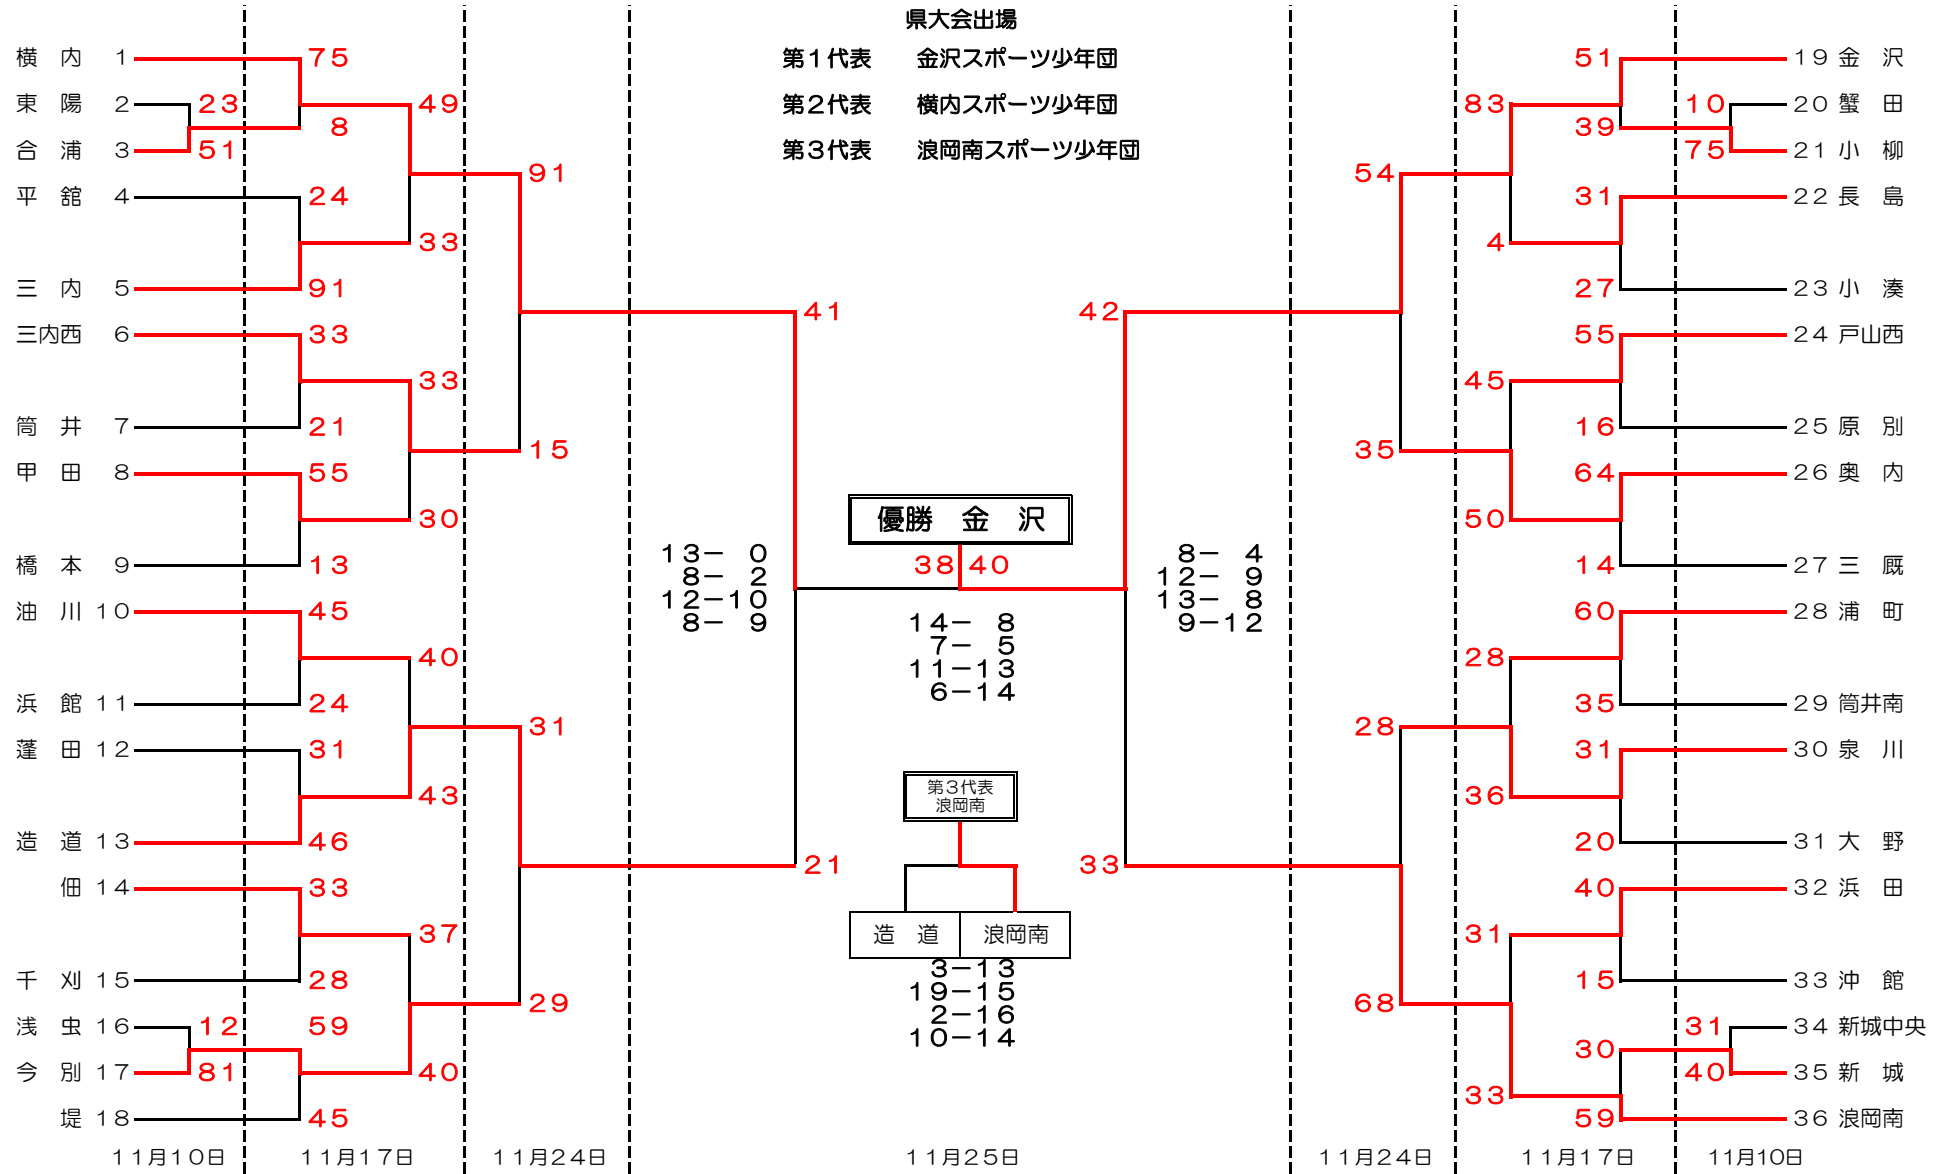 県大会出場
第1代表　金沢スポーツ少年団
第2代表　横内スポーツ少年団
第3代表　浪岡南スポーツ少年団
横　内 1 75
東　陽 2 23
49
8
合　浦 3 51
91
平　舘 4 24
33
三　内 5 91
41
三内西 6 33
33
筒　井 7 21
15
甲　田 8 55
30
橋　本 9 13
油　川 10 45
40
浜　館 11 24
31
蓬　田 12 31
43
造　道 13 46
21
佃 14 33
37
千　刈 15 28
29
浅　虫 16 12
59
今　別 17 81
40
堤 18 45
13－ 0
8－ 2
12－10
8－ 9
優勝　金　沢
38 40
14－ 8
7－ 5
11－13
6－14
8－ 4
12－ 9
13－ 8
9－12
第3代表
浪岡南
造　道 浪岡南
3－13
19－15
2－16
10－14
51 19 金　沢
83
10 20 蟹　田
39
75 21 小　柳
54
31 22 長　島
4
27 23 小　湊
42
55 24 戸山西
45
16 25 原　別
35
64 26 奥　内
50
14 27 三　厩
60 28 浦　町
28
35 29 筒井南
28
31 30 泉　川
36
20 31 大　野
33
40 32 浜　田
31
15 33 沖　館
68
31 34 新城中央
30
40 35 新　城
33
59 36 浪岡南
11月10日 11月17日 11月24日 11月25日 11月24日 11月17日 11月10日